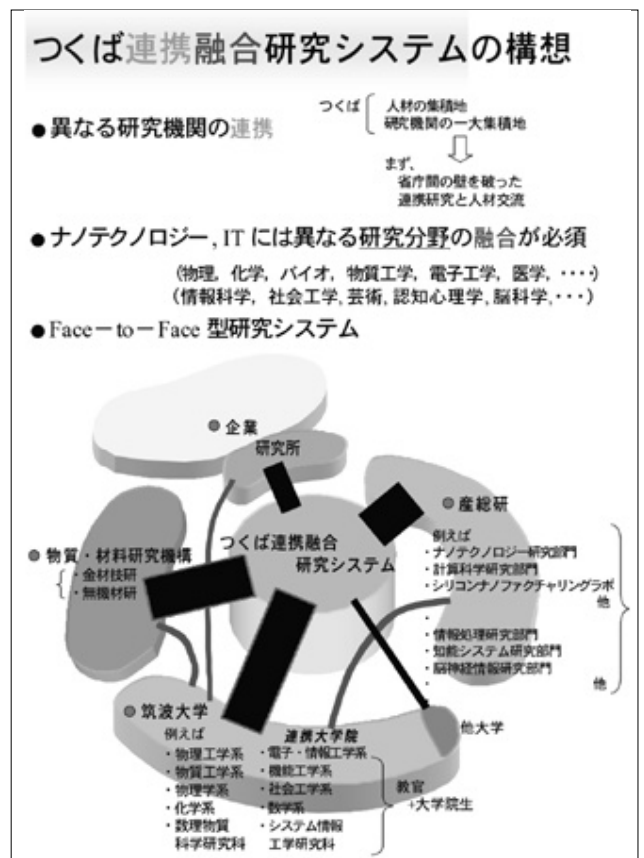 つくば連携融合研究システムの構想
●異なる研究機関の連携
つくば
人材の集積地
研究機関の一大集積地
まず、
省庁間の壁を破った
連携研究と人材交流
●ナノテクノロジー, IT には異なる研究分野の融合が必須
(物理, 化学, バイオ, 物質工学, 電子工学, 医学, ····)
(情報科学, 社会工学, 芸術, 認知心理学, 脳科学, ···)
●Face－to－Face 型研究システム
企業
研究所
産総研
例えば
・ナノテクノロジー研究部門
・計算科学研究部門
・シリコンナノファクチャリングラボ
他
・情報処理研究部門
・知能システム研究部門
・脳神経情報研究部門
他
つくば連携融合
研究システム
物質・材料研究機構
・金材技研
・無機材研
筑波大学
例えば
・物理工学系
・物質工学系
・物理学系
・化学系
・数理物質
科学研究科
連携大学院
・電子・情報工学系
・機能工学系
・社会工学系
・数学系
・システム情報
工学研究科
教官
+大学院生
他大学